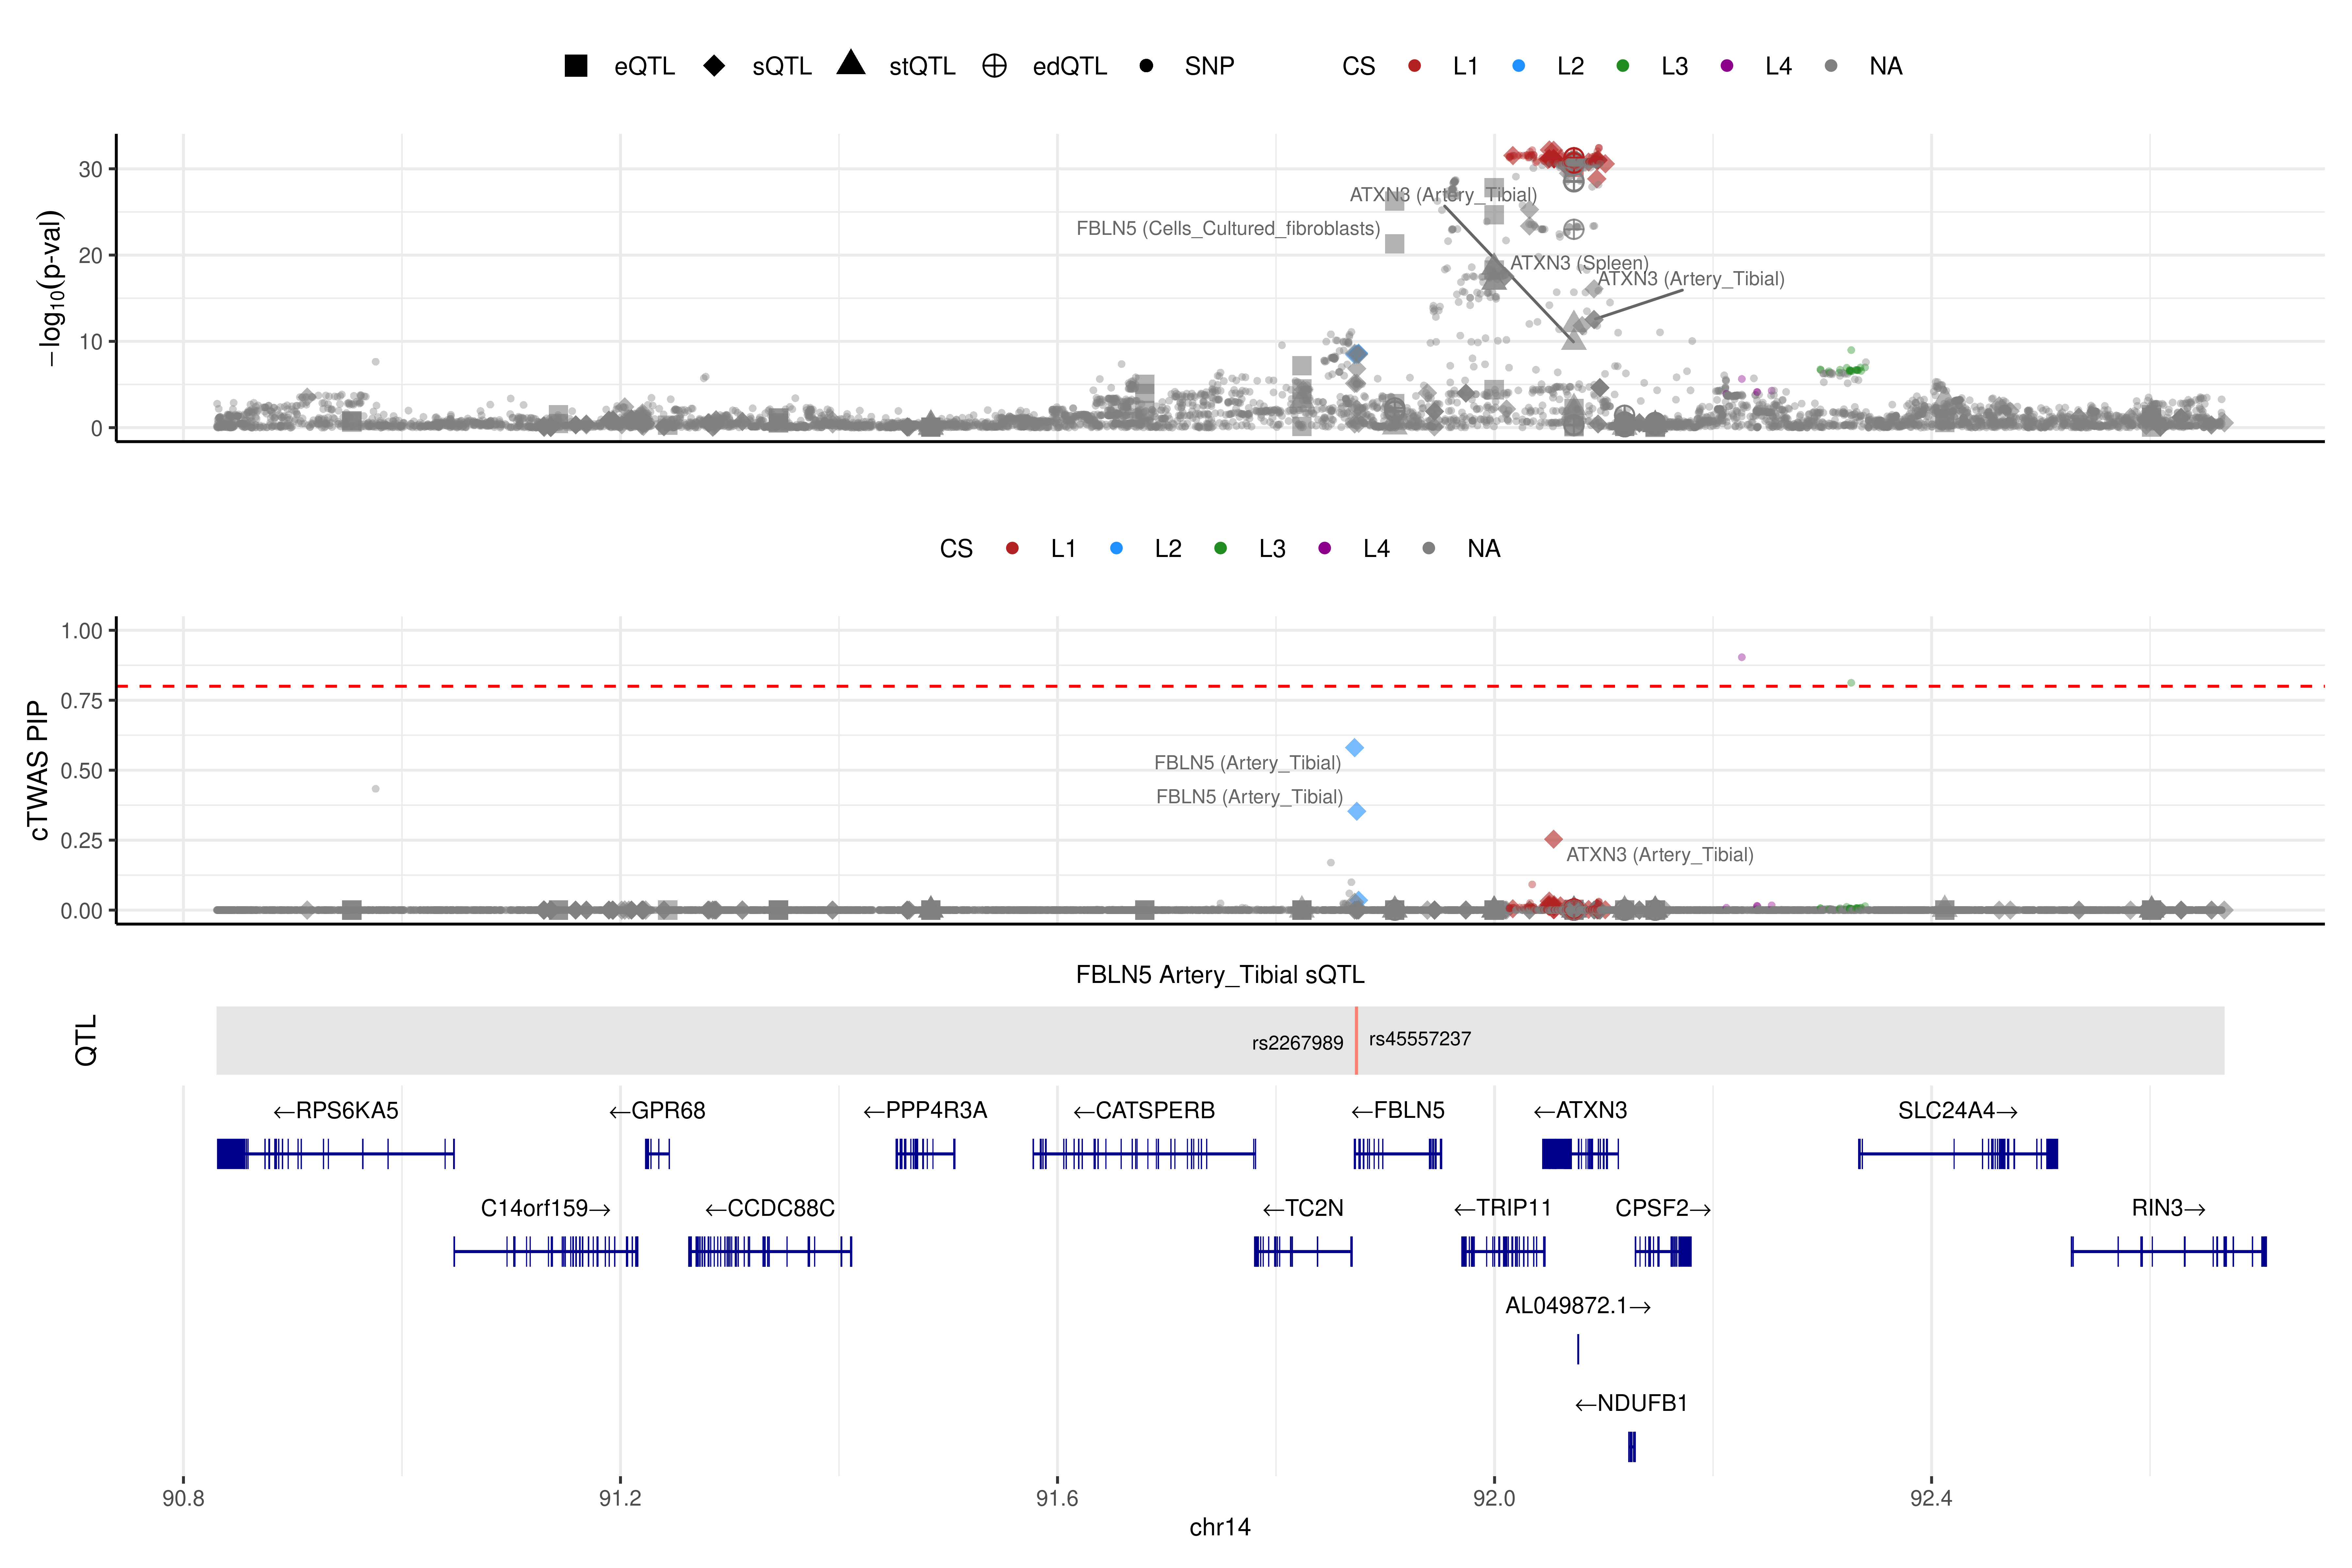 eQTL sQTL stQTL edQTL SNP CS L1 L2 L3 L4 NA
−log10(p-val)
30
20
10
0
ATXN3 (Artery_Tibial)
FBLN5 (Cells_Cultured_fibroblasts)
ATXN3 (Spleen)
ATXN3 (Artery_Tibial)
CS L1 L2 L3 L4 NA
cTWAS PIP
1.00
0.75
0.50
0.25
0.00
FBLN5 (Artery_Tibial)
FBLN5 (Artery_Tibial)
ATXN3 (Artery_Tibial)
FBLN5 Artery_Tibial sQTL
QTL
rs2267989 rs45557237
←RPS6KA5 ←GPR68 ←PPP4R3A ←CATSPERB ←FBLN5 ←ATXN3 SLC24A4→
C14orf159→ ←CCDC88C ←TC2N ←TRIP11 CPSF2→ RIN3→
AL049872.1→
←NDUFB1
90.8 91.2 91.6 92.0 92.4
chr14